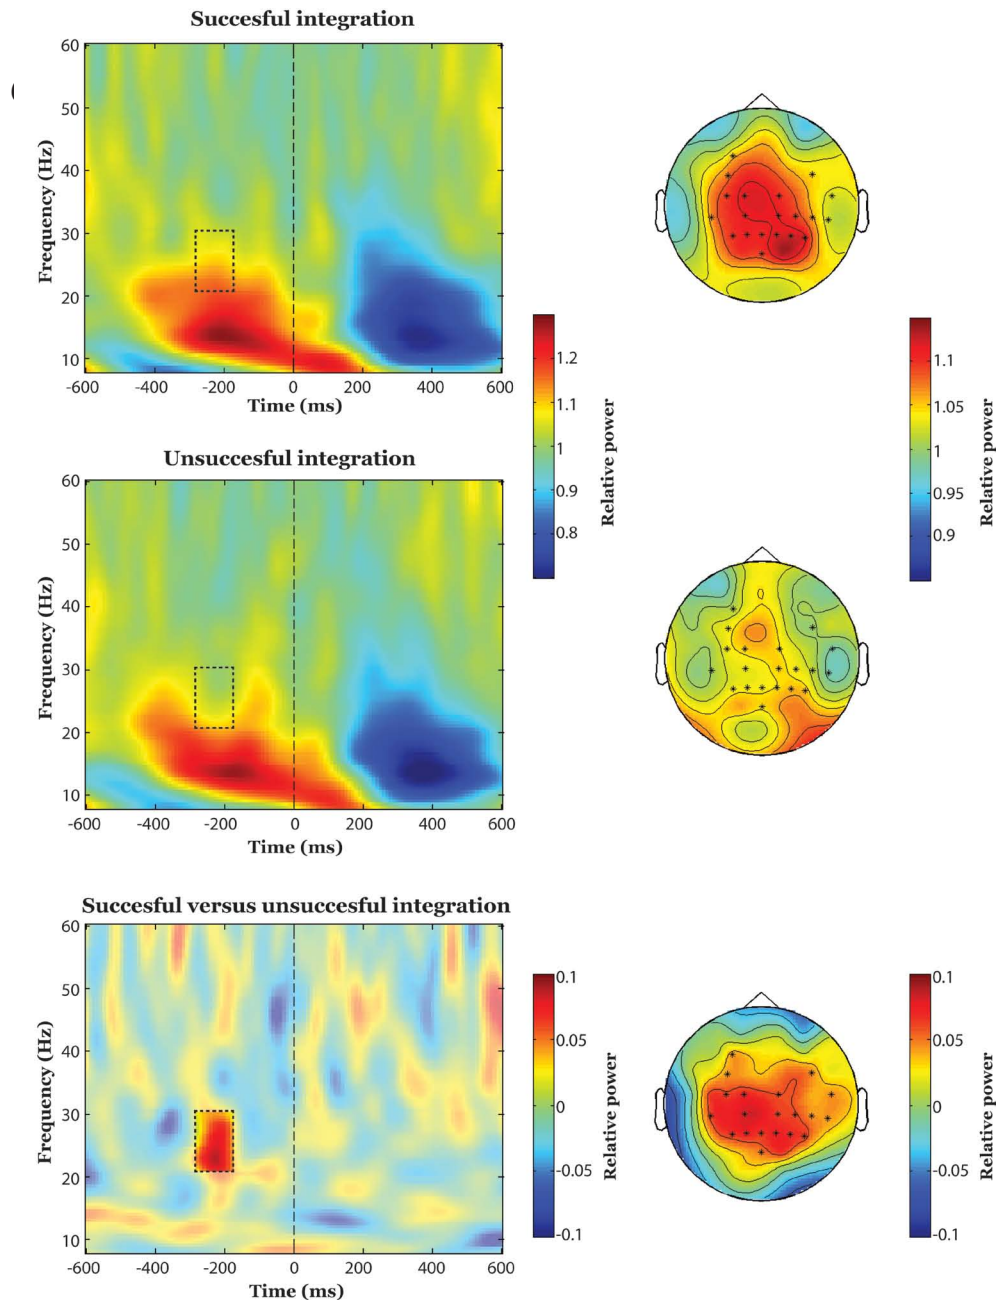 Succesful integration
60
50
40
30
20
10
Frequency (Hz)
-600 -400 -200 0 200 400 600
Time (ms)
1.2
1.1
1
0.9
0.8
Relative power
1.1
1.05
1
0.95
0.9
Relative power
Unsuccesful integration
60
50
40
30
20
10
Frequency (Hz)
-600 -400 -200 0 200 400 600
Time (ms)
Succesful versus unsuccesful integration
60
50
40
30
20
10
Frequency (Hz)
-600 -400 -200 0 200 400 600
Time (ms)
0.1
0.05
0
-0.05
-0.1
Relative power
0.1
0.05
0
-0.05
-0.1
Relative power